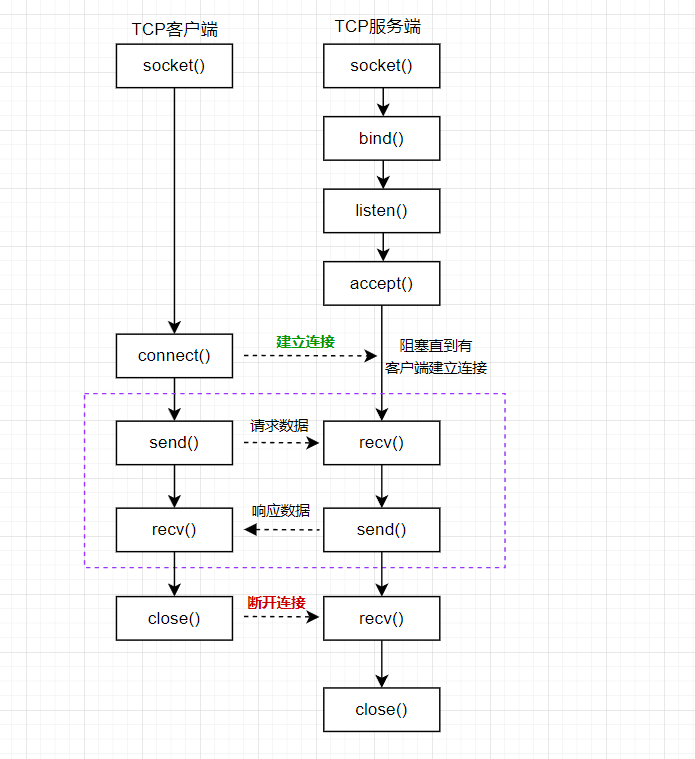 TCP客户端
TCP服务端
socket()
socket()
bind()
listen()
accept()
建立连接
阻塞直到有
客户端建立连接
connect()
请求数据
send()
recv()
响应数据
recv()
send()
断开连接
close()
recv()
close()